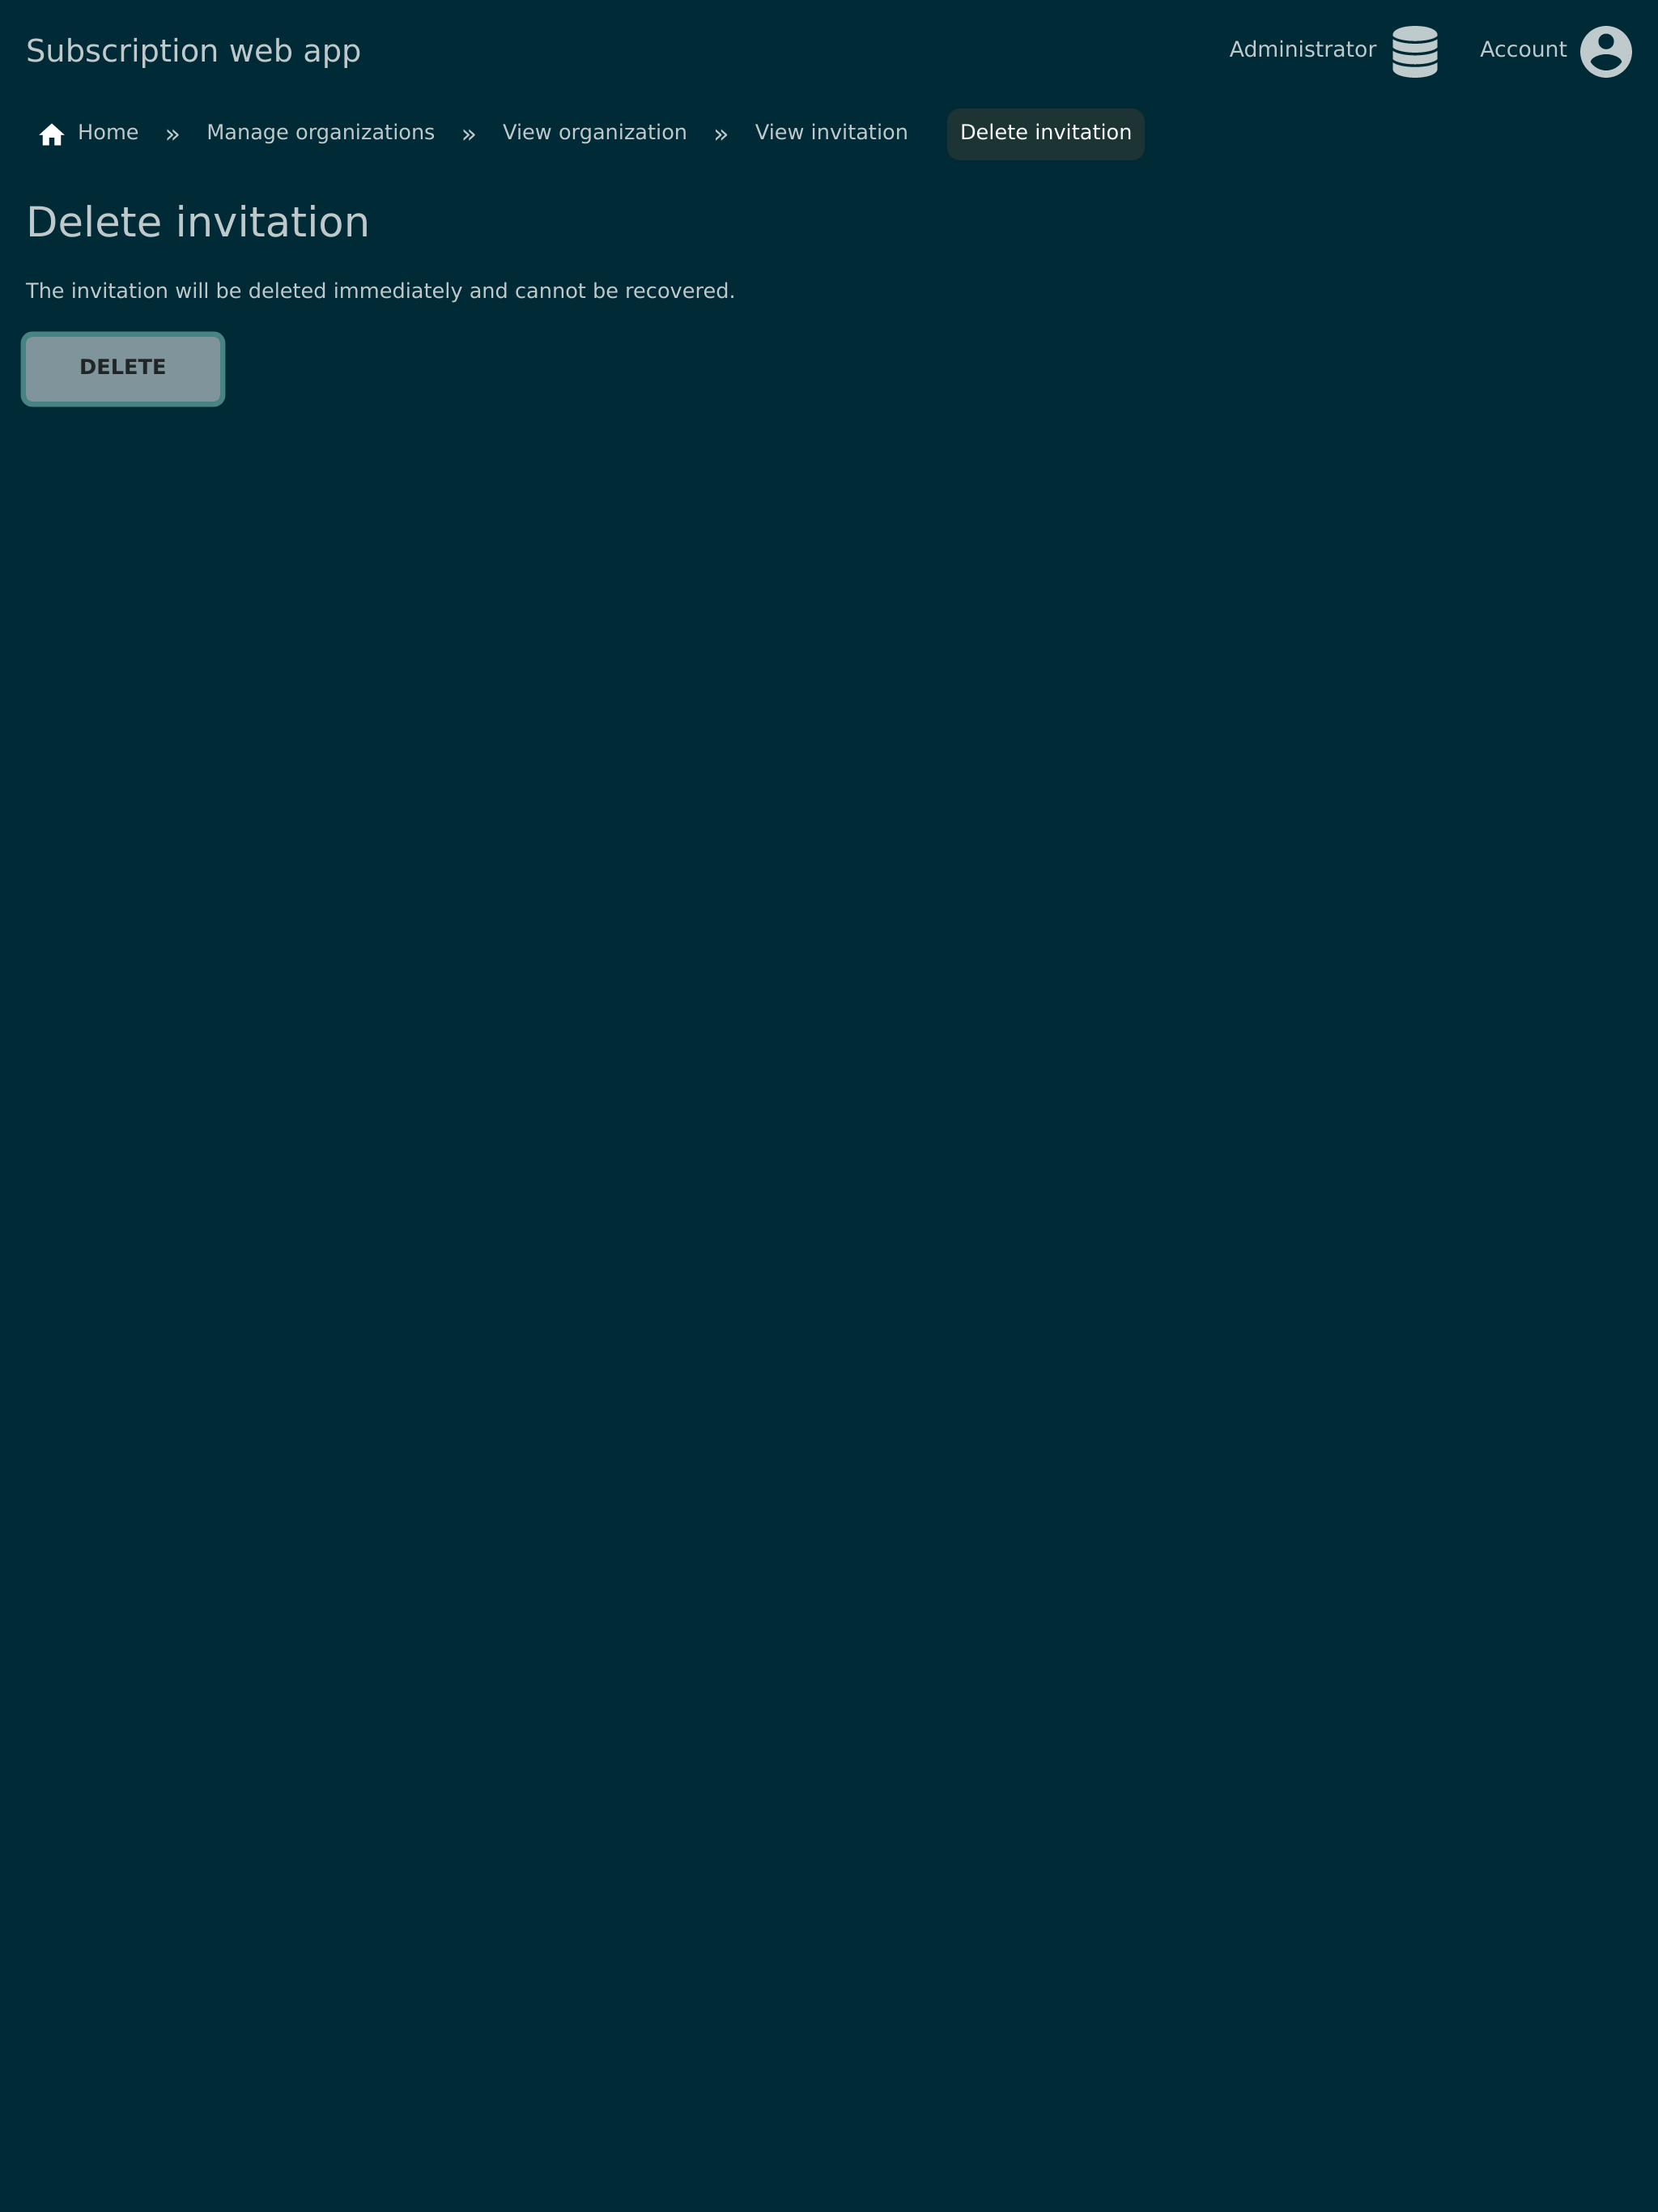 Subscription web app
Administrator
Account
Home » Manage organizations » View organization » View invitation Delete invitation
Delete invitation
The invitation will be deleted immediately and cannot be recovered.
DELETE